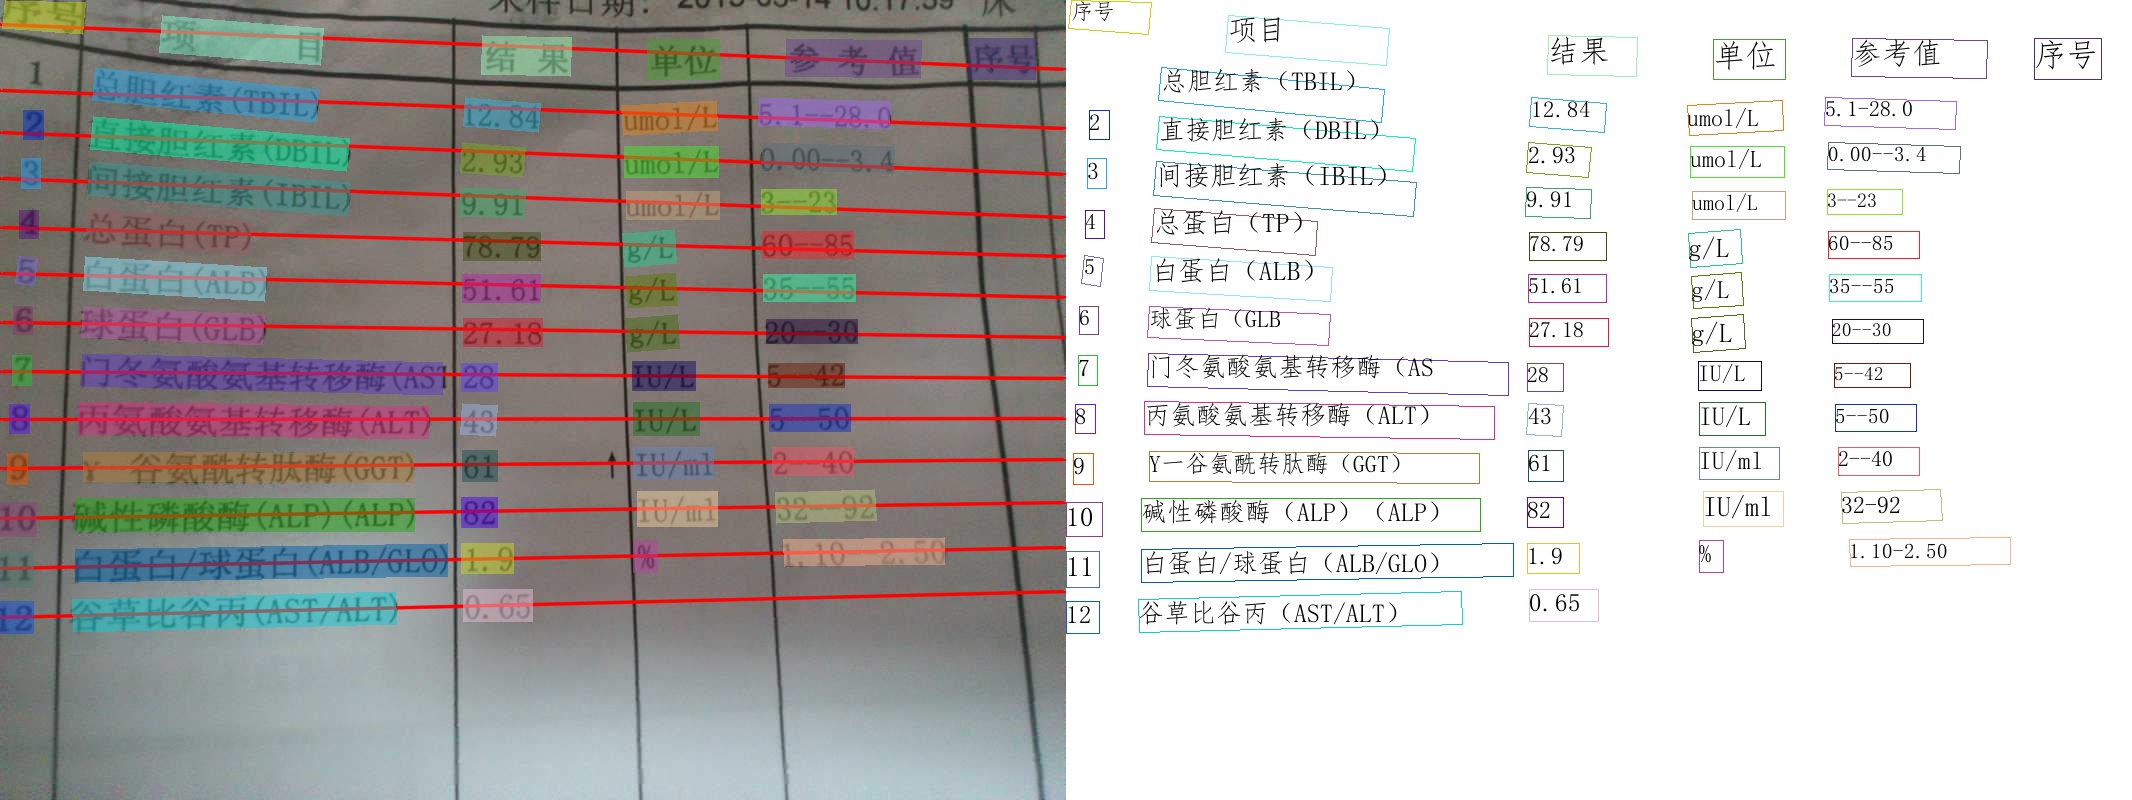 采样日期：
序号 项 目 结 果 单位 参 考 值 序号
1 总胆红素(TBIL) 12.84 umol/L 5.1--28.0
2 直接胆红素(DBIL) 2.93 umol/L 0.00--3.4
3 间接胆红素(IBIL) 9.91 umol/L 3--23
4 总蛋白(TP) 78.79 g/L 60--85
5 白蛋白(ALB) 51.61 g/L 35--55
6 球蛋白(GLB) 27.18 g/L 20--30
7 门冬氨酸氨基转移酶(AST 28 IU/L 5--42
8 丙氨酸氨基转移酶(ALT) 43 IU/L 5--50
9 γ-谷氨酰转肽酶(GGT) 61 ↑ IU/ml 2--40
10 碱性磷酸酶(ALP)(ALP) 82 IU/ml 32--92
11 白蛋白/球蛋白(ALB/GLO) 1.9 % 1.10--2.50
12 谷草比谷丙(AST/ALT) 0.65
序号 项目 结果 单位 参考值 序号
总胆红素（TBIL） 12.84 umol/L 5.1-28.0
2 直接胆红素（DBIL） 2.93 umol/L 0.00--3.4
3 间接胆红素（IBIL） 9.91 umol/L 3--23
4 总蛋白（TP） 78.79 g/L 60--85
5 白蛋白（ALB） 51.61 g/L 35--55
6 球蛋白（GLB 27.18 g/L 20--30
7 门冬氨酸氨基转移酶（AS 28 IU/L 5--42
8 丙氨酸氨基转移酶（ALT） 43 IU/L 5--50
9 Y一谷氨酰转肽酶（GGT） 61 IU/ml 2--40
10 碱性磷酸酶（ALP）（ALP） 82 IU/ml 32-92
11 白蛋白/球蛋白（ALB/GLO） 1.9 % 1.10-2.50
12 谷草比谷丙（AST/ALT） 0.65